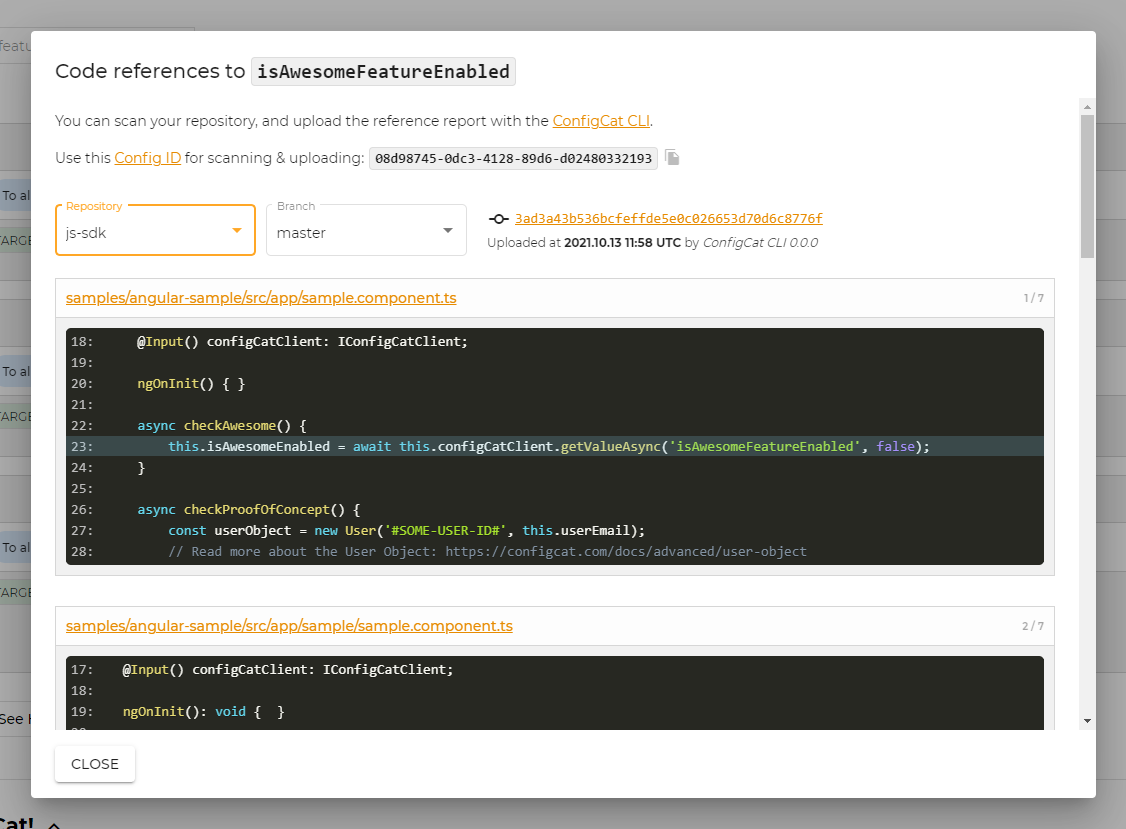 featu
Code references to isAwesomeFeatureEnabled
You can scan your repository, and upload the reference report with the ConfigCat CLI.
Use this Config ID for scanning & uploading: 08d98745-0dc3-4128-89d6-d02480332193
To al
TARGE
Repository
js-sdk
Branch
master
3ad3a43b536bcfeffde5e0c026653d70d6c8776f
Uploaded at 2021.10.13 11:58 UTC by ConfigCat CLI 0.0.0
samples/angular-sample/src/app/sample.component.ts
1 / 7
18: @Input() configCatClient: IConfigCatClient;
19:
20: ngOnInit() { }
21:
22: async checkAwesome() {
23: this.isAwesomeEnabled = await this.configCatClient.getValueAsync('isAwesomeFeatureEnabled', false);
24: }
25:
26: async checkProofOfConcept() {
27: const userObject = new User('#SOME-USER-ID#', this.userEmail);
28: // Read more about the User Object: https://configcat.com/docs/advanced/user-object
To al
TARGE
To al
TARGE
samples/angular-sample/src/app/sample/sample.component.ts
2 / 7
17: @Input() configCatClient: IConfigCatClient;
18:
19: ngOnInit(): void { }
See
CLOSE
Cat!